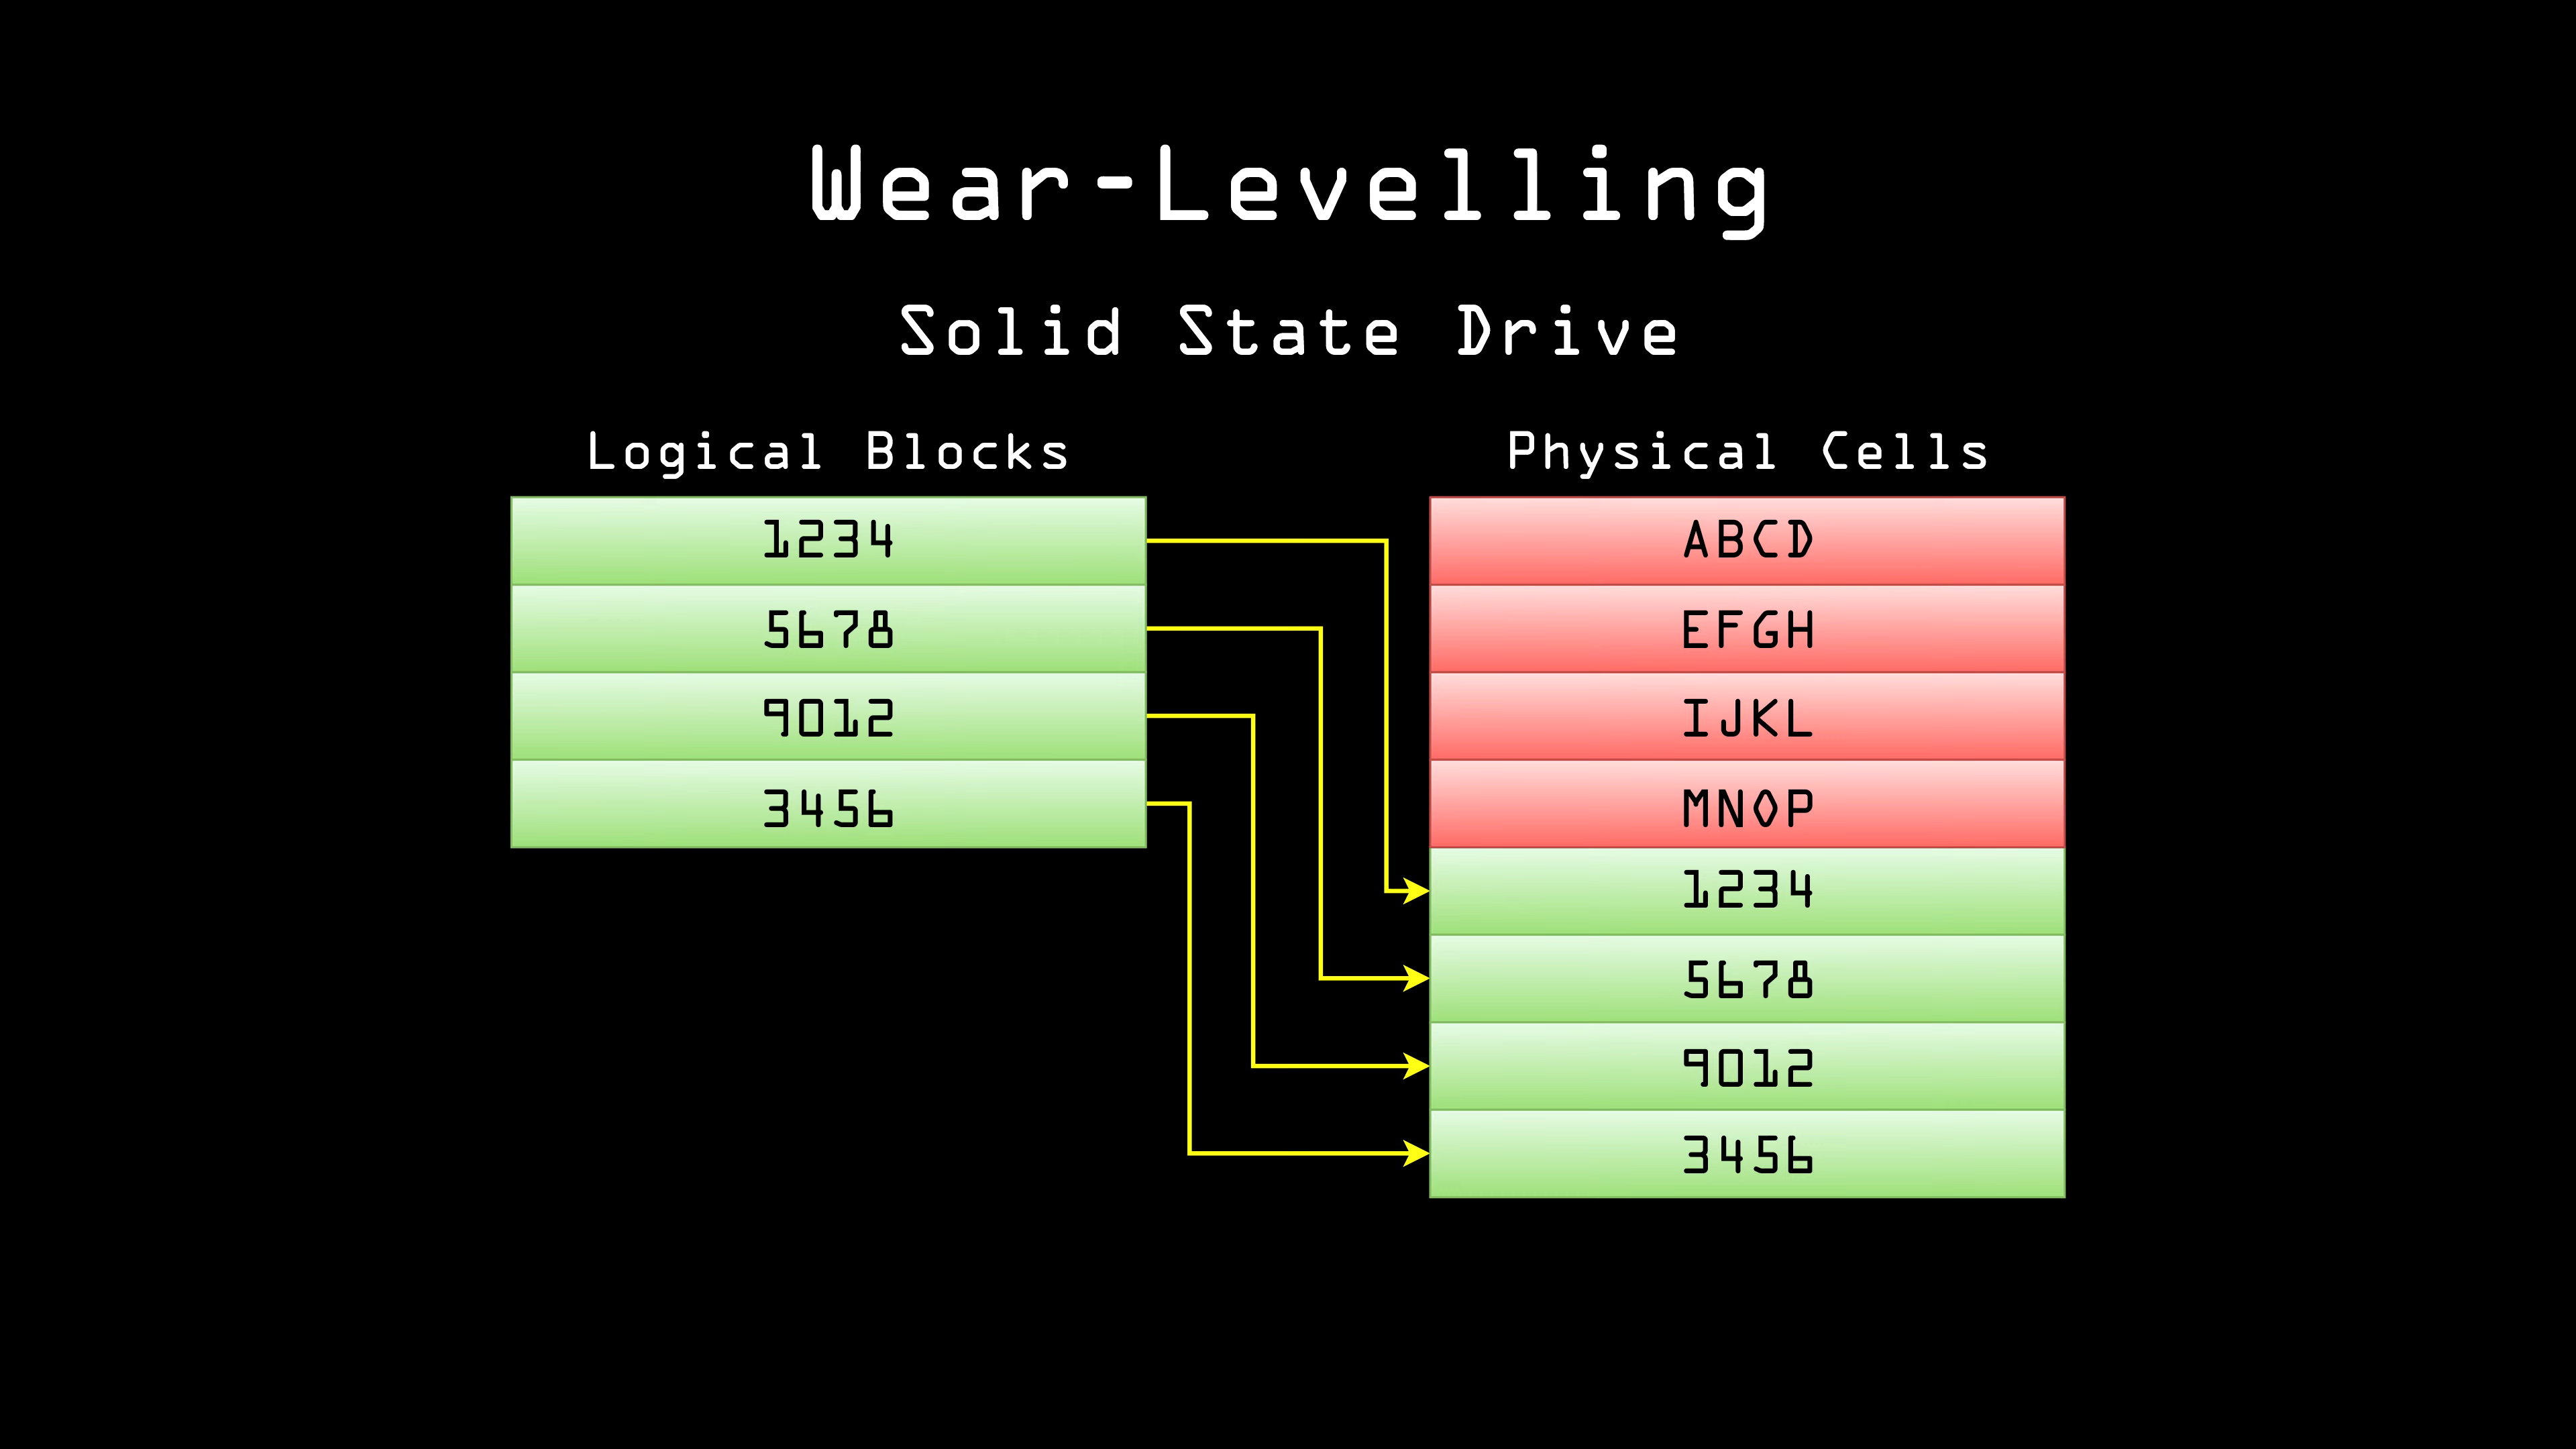 Wear-Levelling
Solid State Drive
Logical Blocks
1234
5678
9012
3456
Physical Cells
ABCD
EFGH
IJKL
MNOP
1234
5678
9012
3456